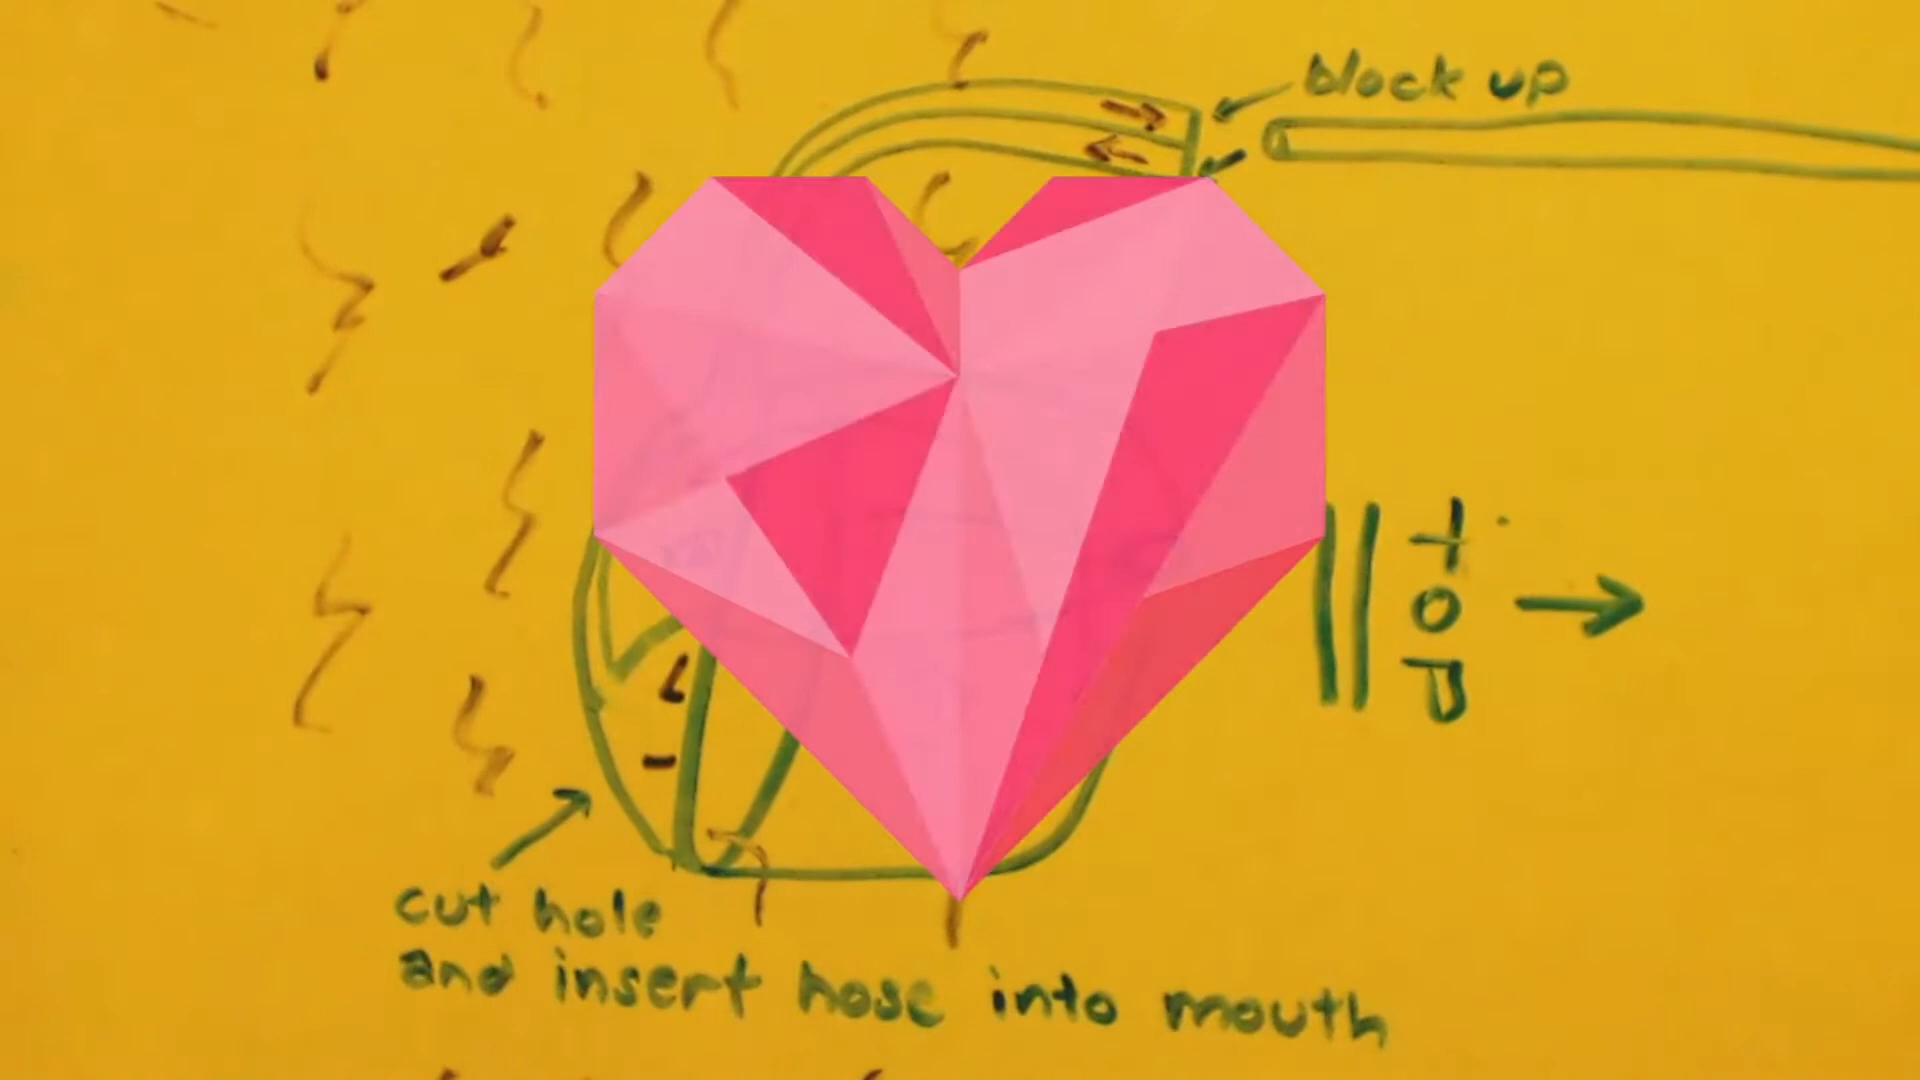 block up
TOP
cut hole
and insert hose into mouth